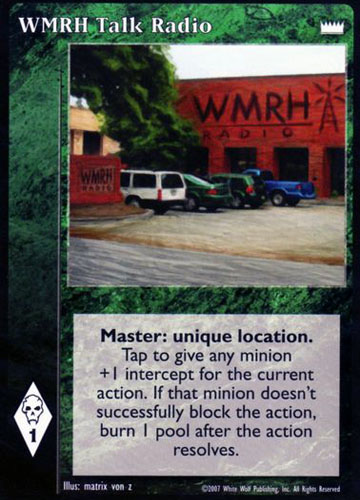 WMRH Talk Radio
WMRH
RADIO
WMRH
RADIO
Master: unique location.
Tap to give any minion
+1 intercept for the current
action. If that minion doesn't
successfully block the action,
burn 1 pool after the action
resolves.
1
Illus: matrix von z
©2007 White Wolf Publishing, Inc. All Rights Reserved